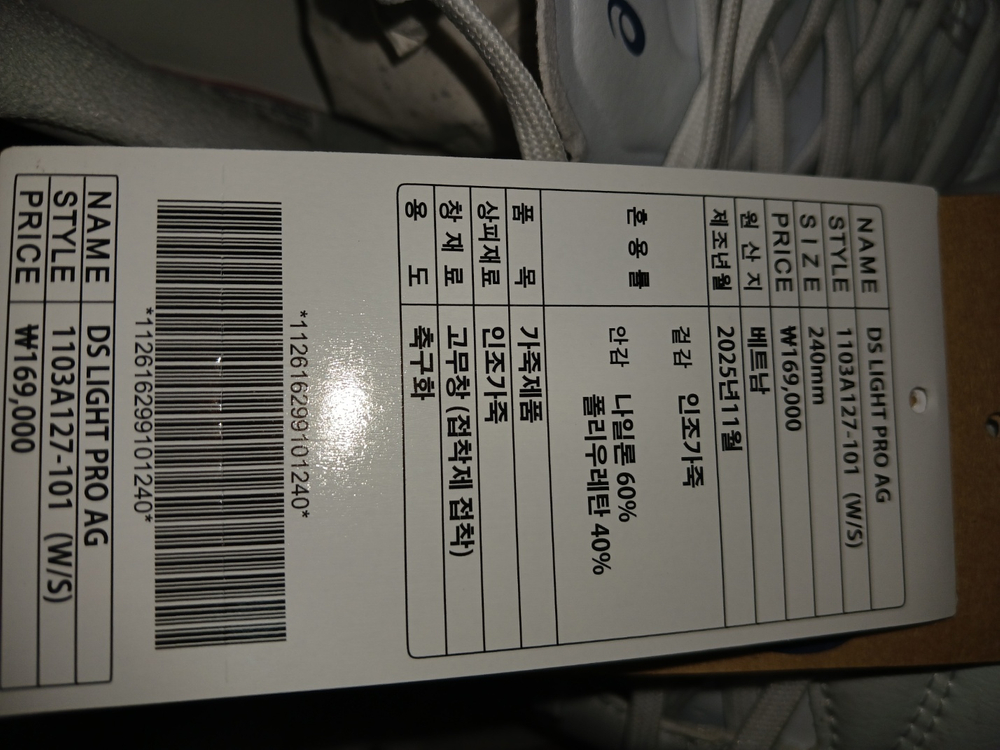 NAME DS LIGHT PRO AG
STYLE 1103A127-101 (W/S)
SIZE 240mm
PRICE ₩169,000
원산지 베트남
제조년월 2025년11월
혼용률 겉감 인조가죽
안감 나일론 60%
폴리우레탄 40%
품목 가죽제품
상피재료 인조가죽
창재료 고무창 (접착제 접착)
용도 축구화
*112616299101240*
*112616299101240*
NAME DS LIGHT PRO AG
STYLE 1103A127-101 (W/S)
PRICE ₩169,000